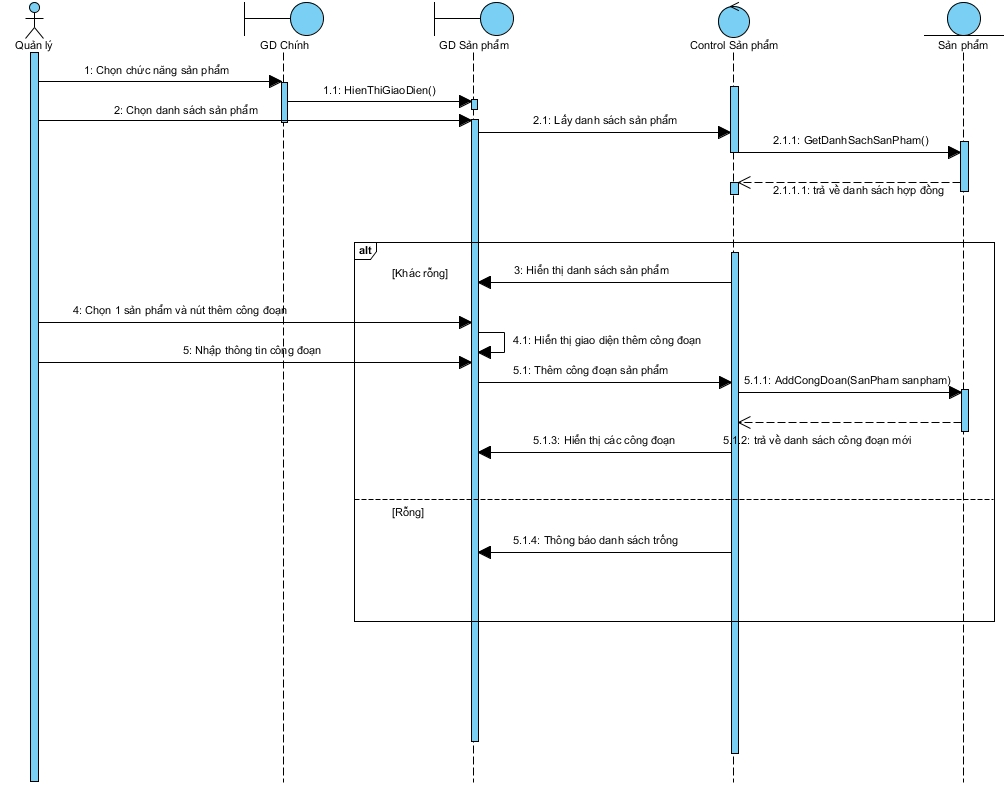 Quản lý
GD Chính
GD Sản phẩm
Control Sản phẩm
Sản phẩm
1: Chọn chức năng sản phẩm
1.1: HienThiGiaoDien()
2: Chọn danh sách sản phẩm
2.1: Lấy danh sách sản phẩm
2.1.1: GetDanhSachSanPham()
2.1.1.1: trả về danh sách hợp đồng
alt
[Khác rỗng]
3: Hiển thị danh sách sản phẩm
4: Chọn 1 sản phẩm và nút thêm công đoạn
4.1: Hiển thị giao diện thêm công đoạn
5: Nhập thông tin công đoạn
5.1: Thêm công đoạn sản phẩm
5.1.1: AddCongDoan(SanPham sanpham)
5.1.3: Hiển thị các công đoạn
5.1.2: trả về danh sách công đoạn mới
[Rỗng]
5.1.4: Thông báo danh sách trống